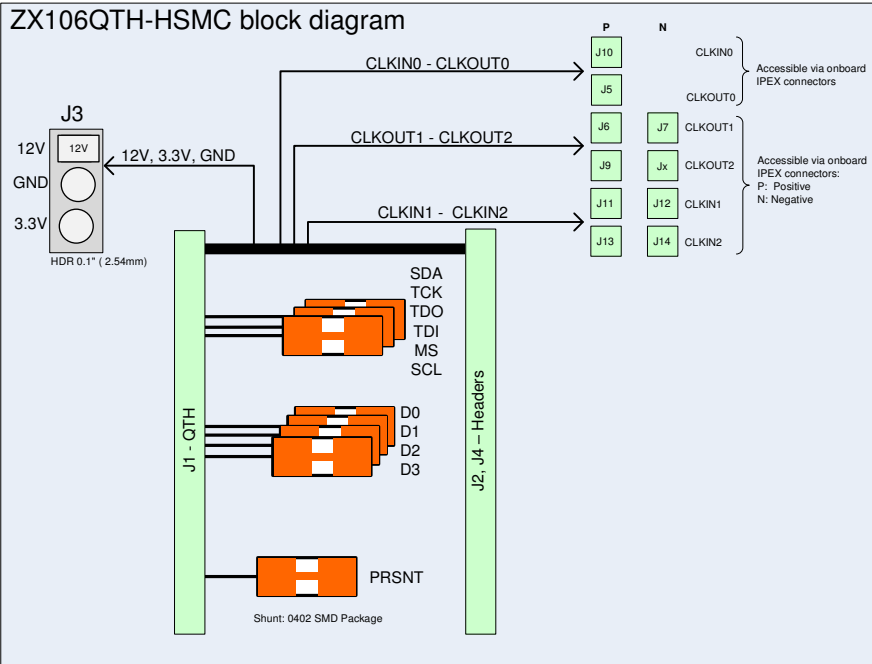 ZX106QTH-HSMC block diagram
P N
J10 CLKIN0
J5 CLKOUT0
Accessible via onboard
IPEX connectors
J6 J7 CLKOUT1
J9 Jx CLKOUT2
J11 J12 CLKIN1
J13 J14 CLKIN2
Accessible via onboard
IPEX connectors:
P: Positive
N: Negative
CLKIN0 - CLKOUT0
CLKOUT1 - CLKOUT2
CLKIN1 - CLKIN2
J3
12V 12V
GND
3.3V
HDR 0.1" ( 2.54mm)
12V, 3.3V, GND
SDA
TCK
TDO
TDI
MS
SCL
J1 - QTH
J2, J4 – Headers
D0
D1
D2
D3
PRSNT
Shunt: 0402 SMD Package